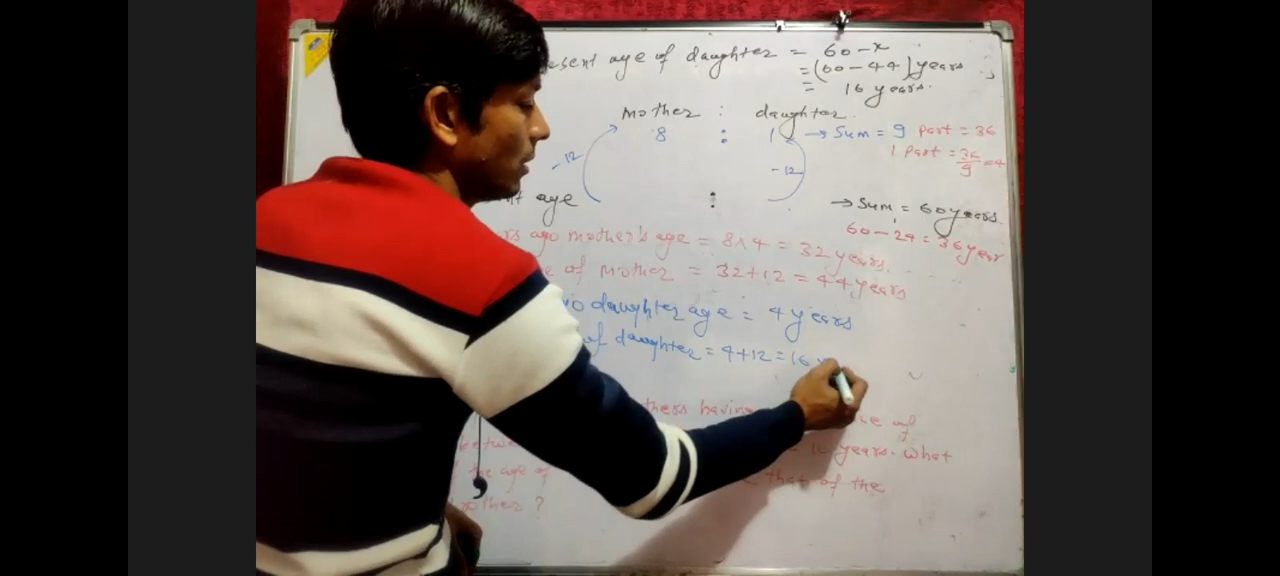 esent age of daughter = 60-x
= (60-44) years
= 16 years.
mother : daughter
8 : 1 → Sum = 9 Part = 36
1 Part = 36/9 = 4
-12 -12
age : → Sum = 60 years.
60-24 = 36 year
rs ago mother's age = 8×4 = 32 years.
e of mother = 32+12 = 44 years
o daughter age = 4 years
of daughter = 4+12 = 16
having of
betwe 10 years. What
the age of that of the
?